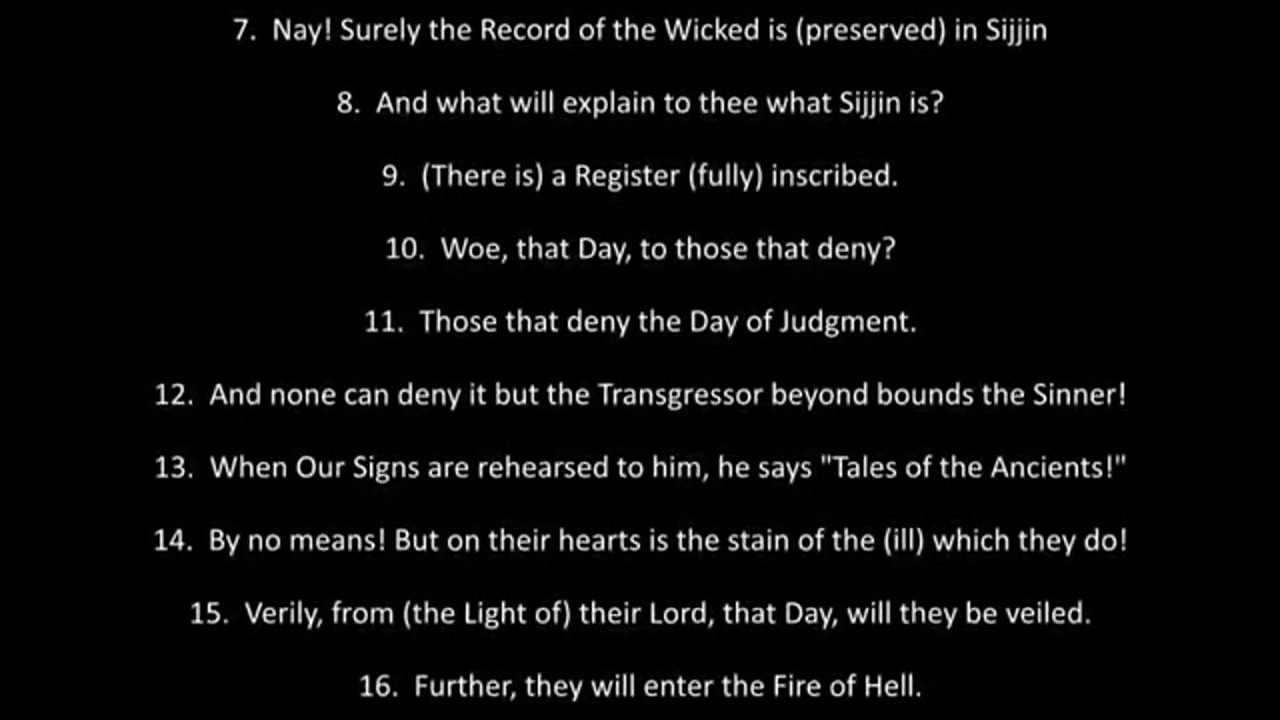 7. Nay! Surely the Record of the Wicked is (preserved) in Sijjin
8. And what will explain to thee what Sijjin is?
9. (There is) a Register (fully) inscribed.
10. Woe, that Day, to those that deny?
11. Those that deny the Day of Judgment.
12. And none can deny it but the Transgressor beyond bounds the Sinner!
13. When Our Signs are rehearsed to him, he says "Tales of the Ancients!"
14. By no means! But on their hearts is the stain of the (ill) which they do!
15. Verily, from (the Light of) their Lord, that Day, will they be veiled.
16. Further, they will enter the Fire of Hell.